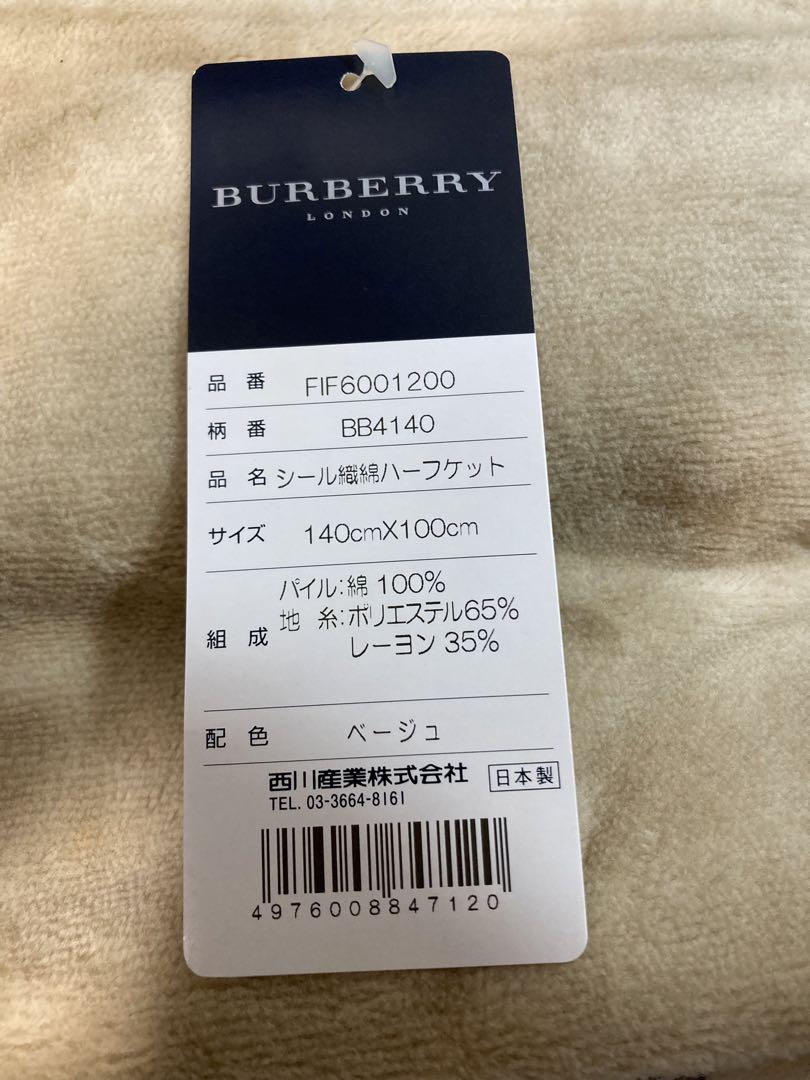 BURBERRY
LONDON
品番 FIF6001200
柄番 BB4140
品名 シール織綿ハーフケット
サイズ 140cmX100cm
組成 パイル:綿 100%
地糸:ポリエステル65%
レーヨン 35%
配色 ベージュ
西川産業株式会社 日本製
TEL. 03-3664-8161
4976008847120